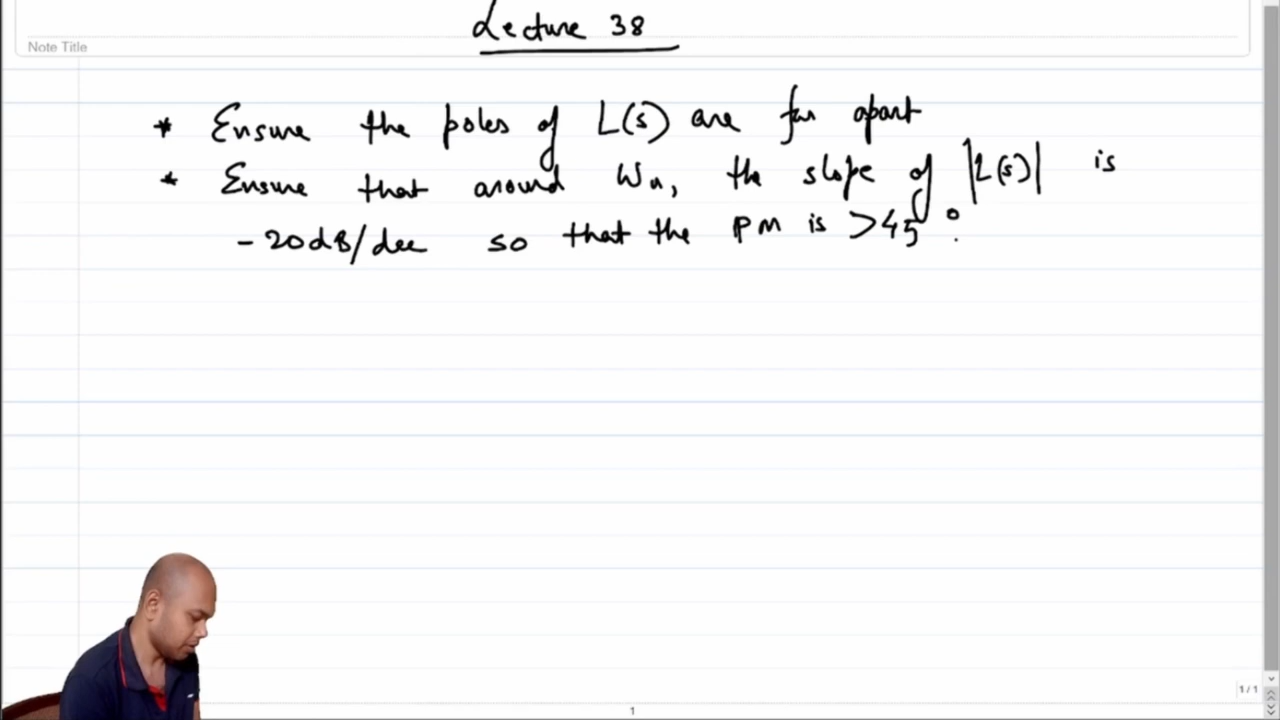 Lecture 38
Note Title
* Ensure the poles of L(s) are far apart
* Ensure that around ωu, the slope of |L(s)| is
-20dB/dec so that the PM is >45°.
1/1
1